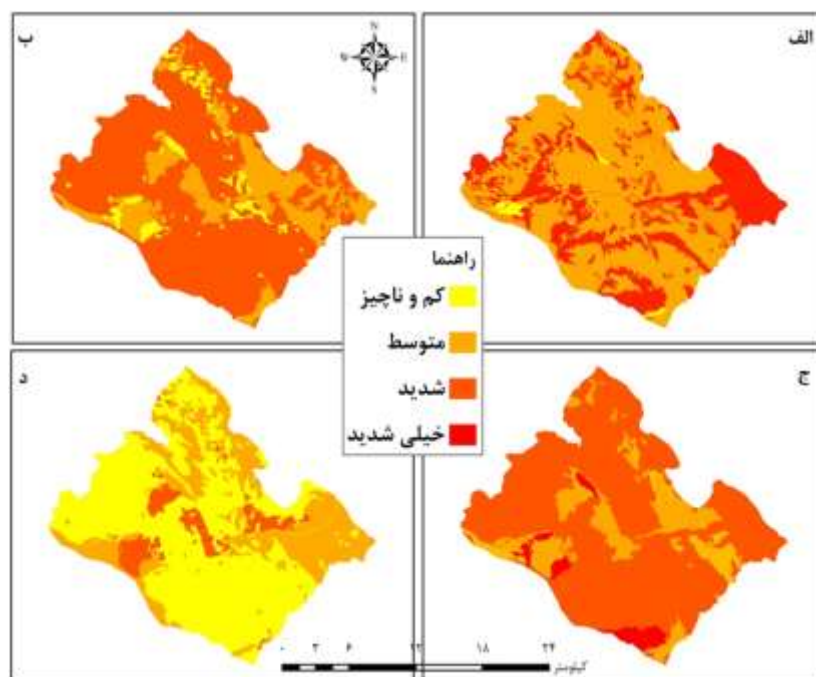 الف
ب
N
W E
S
راهنما
کم و ناچیز
متوسط
شدید
خیلی شدید
ج
د
۰ ۳ ۶ ۱۲ ۱۸ ۲۴
کیلومتر